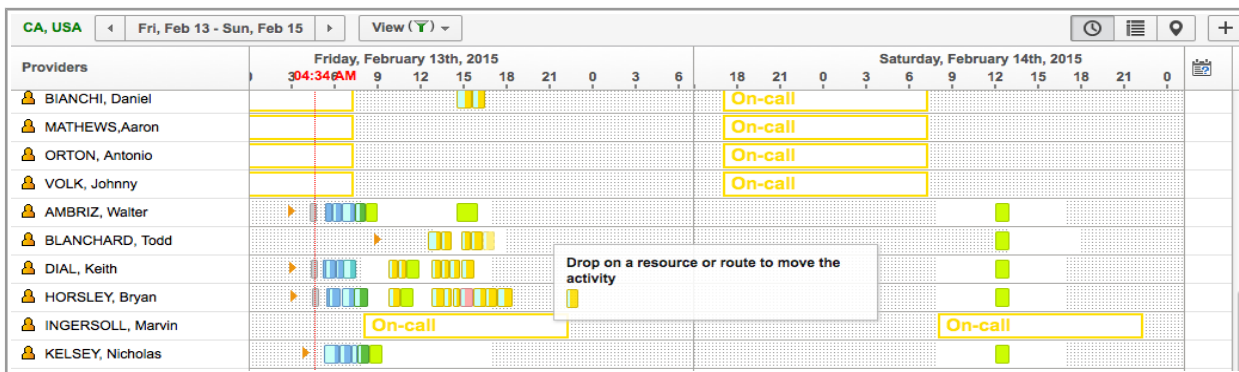 CA, USA Fri, Feb 13 - Sun, Feb 15 View
Providers
Friday, February 13th, 2015 Saturday, February 14th, 2015
3 04:34 AM 9 12 15 18 21 0 3 6 18 21 0 3 6 9 12 15 18 21 0
BIANCHI, Daniel On-call
MATHEWS,Aaron On-call
ORTON, Antonio On-call
VOLK, Johnny On-call
AMBRIZ, Walter
BLANCHARD, Todd
Drop on a resource or route to move the
activity
DIAL, Keith
HORSLEY, Bryan
INGERSOLL, Marvin On-call On-call
KELSEY, Nicholas